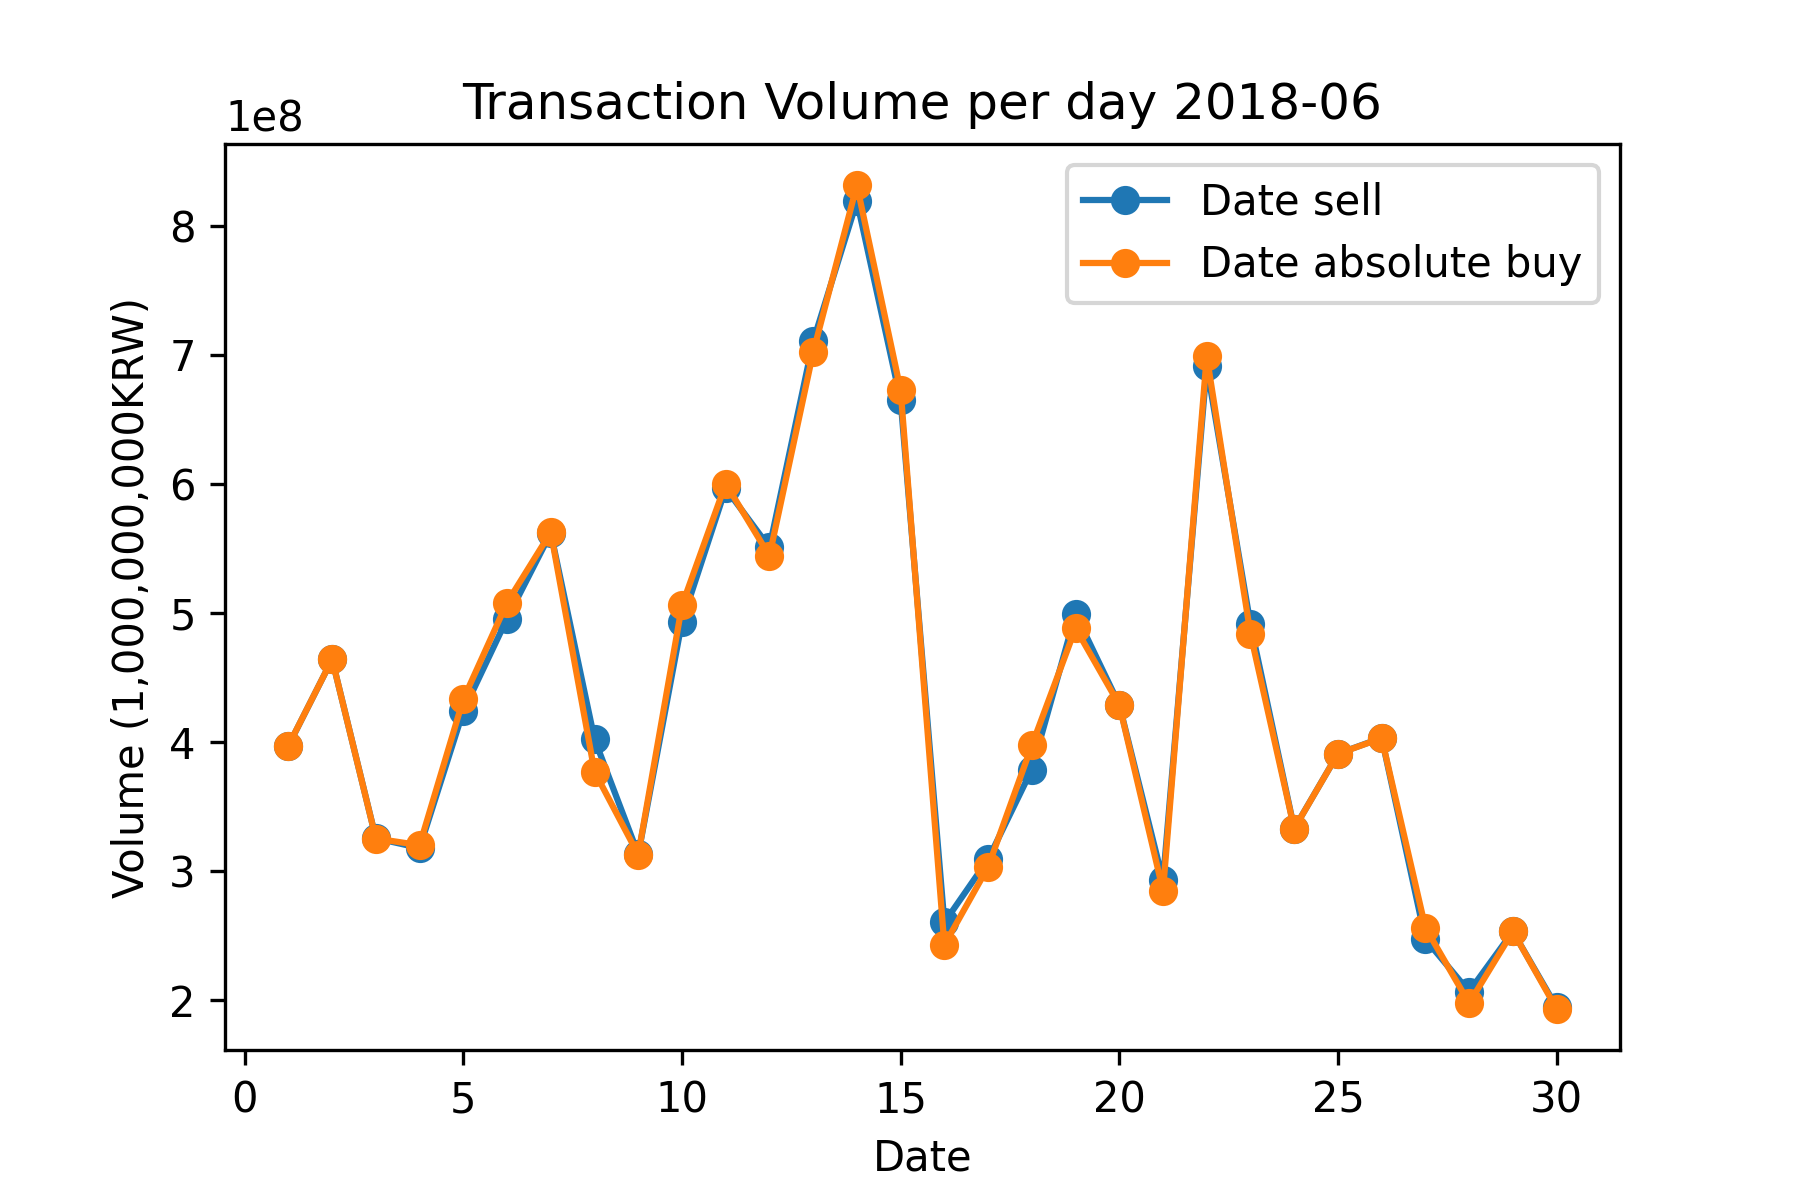 Transaction Volume per day 2018-06
1e8
Date sell
Date absolute buy
8
7
6
5
4
3
2
Volume (1,000,000,000KRW)
0 5 10 15 20 25 30
Date